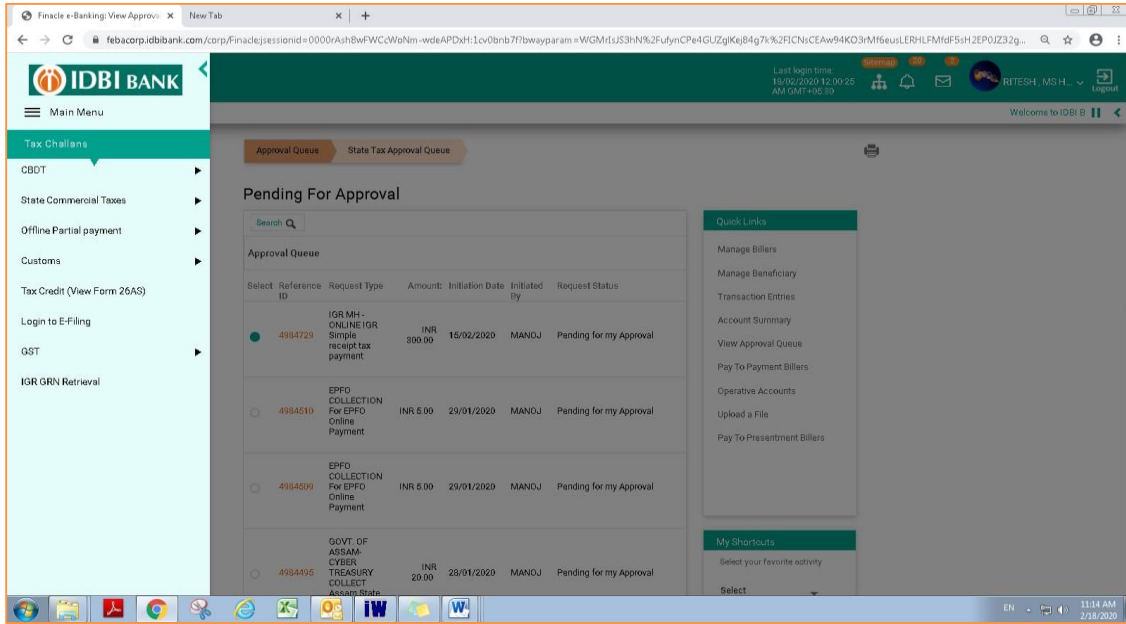 Finacle e-Banking: View Approva
New Tab
febacorp.idbibank.com/corp/Finacle;jsessionid=0000rAsh8wFWCcWoNm-wdeAPDxH:1cv0bnb7f?bwayparam=WGMrIsJS3hN%2FufynCPe4GUZglKej84g7k%2FICNsCEAw94KO3rMf6eusLERHLFMfdF5sH2EP0JZ32g...
IDBI BANK
Last login time:
18/02/2020 12:00:25
AM GMT+05:30
Sitemap
RITESH , MS H...
Logout
Main Menu
Welcome to IDBI B
Tax Challans
CBDT
State Commercial Taxes
Offline Partial payment
Customs
Tax Credit (View Form 26AS)
Login to E-Filing
GST
IGR GRN Retrieval
Approval Queue
State Tax Approval Queue
Pending For Approval
Search
Approval Queue
Select Reference ID Request Type Amount: Initiation Date Initiated By Request Status
4984729 IGR MH - ONLINE IGR Simple receipt tax payment INR 300.00 15/02/2020 MANOJ Pending for my Approval
4984510 EPFO COLLECTION For EPFO Online Payment INR 5.00 29/01/2020 MANOJ Pending for my Approval
4984509 EPFO COLLECTION For EPFO Online Payment INR 5.00 29/01/2020 MANOJ Pending for my Approval
4984495 GOVT. OF ASSAM- CYBER TREASURY COLLECT Assam State INR 20.00 28/01/2020 MANOJ Pending for my Approval
Quick Links
Manage Billers
Manage Beneficiary
Transaction Entries
Account Summary
View Approval Queue
Pay To Payment Billers
Operative Accounts
Upload a File
Pay To Presentment Billers
My Shortcuts
Select your favorite activity
Select
EN
11:14 AM
2/18/2020